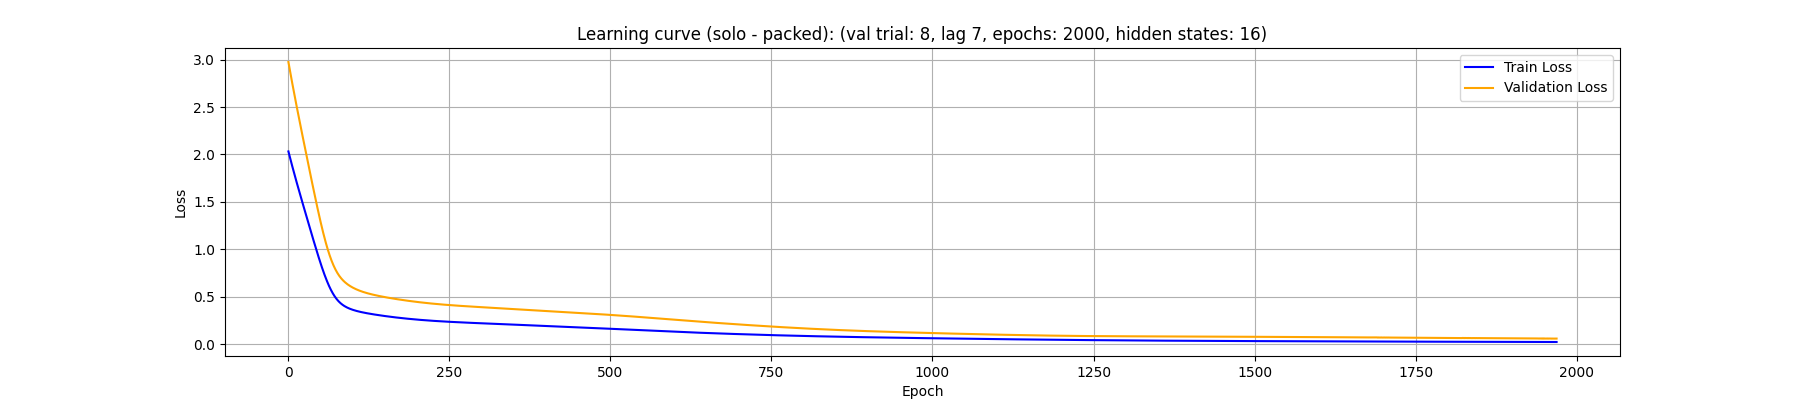 Learning curve (solo - packed): (val trial: 8, lag 7, epochs: 2000, hidden states: 16)
Train Loss
Validation Loss
Loss
3.0
2.5
2.0
1.5
1.0
0.5
0.0
0 250 500 750 1000 1250 1500 1750 2000
Epoch